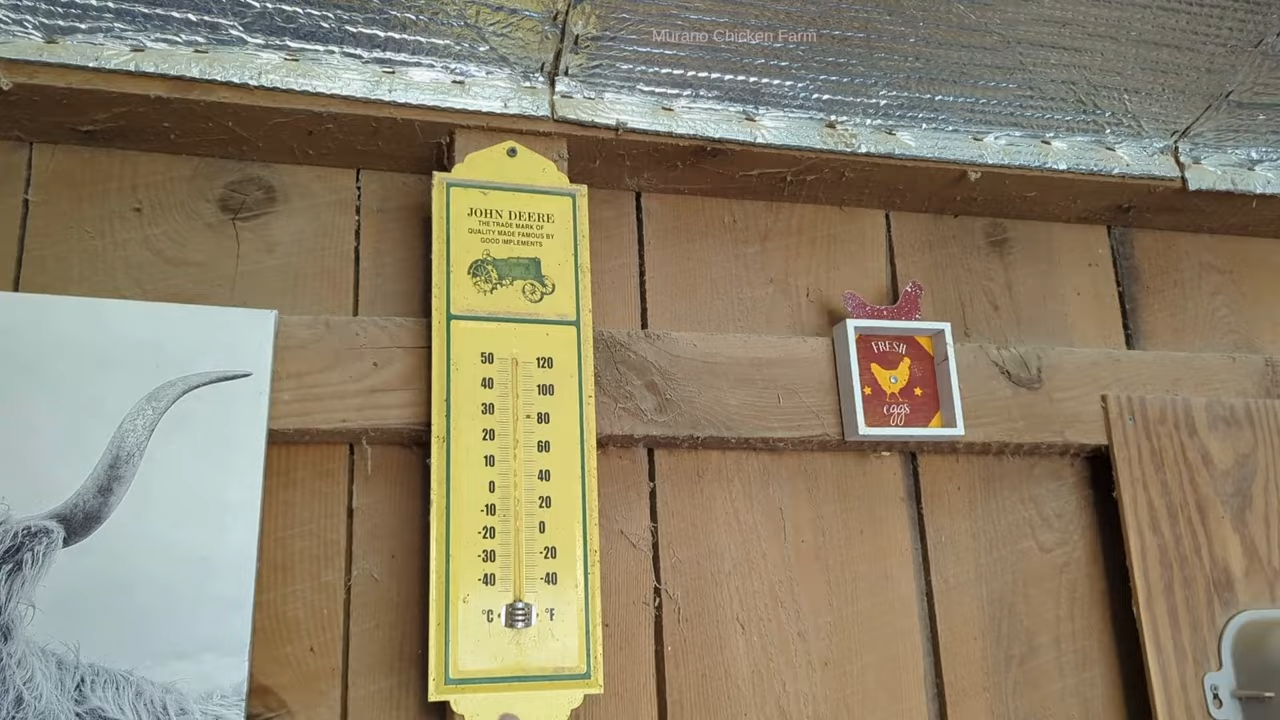 Murano Chicken Farm
JOHN DEERE
THE TRADE MARK OF
QUALITY MADE FAMOUS BY
GOOD IMPLEMENTS
50 120
40 100
30 80
20 60
10 40
0 20
-10 0
-20 -20
-30 -40
-40
°C °F
FRESH
eggs